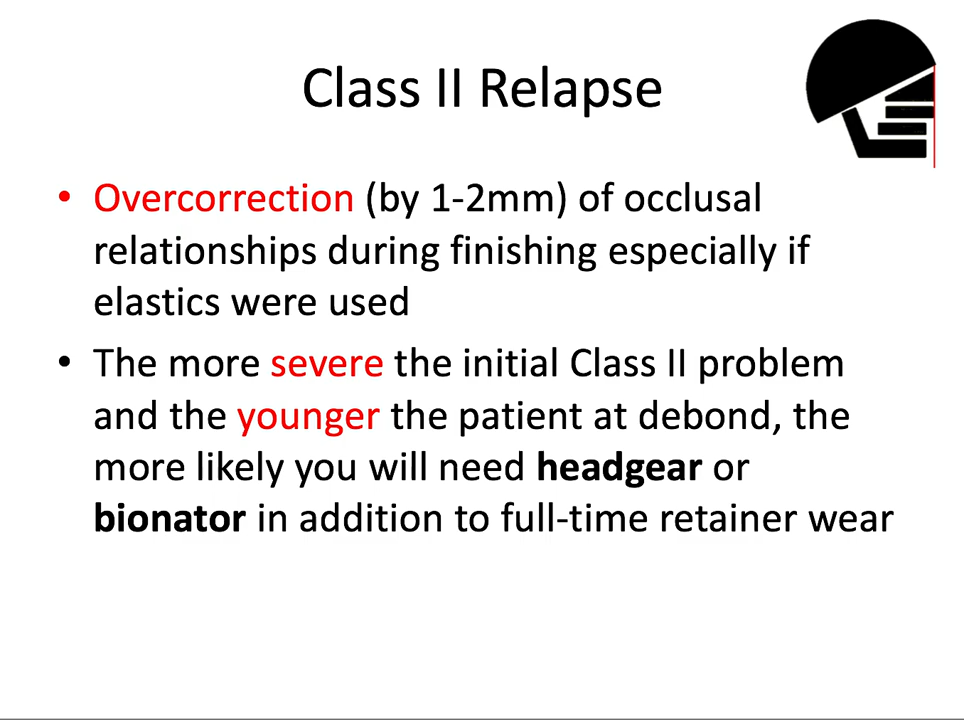 Class II Relapse
• Overcorrection (by 1-2mm) of occlusal
relationships during finishing especially if
elastics were used
• The more severe the initial Class II problem
and the younger the patient at debond, the
more likely you will need headgear or
bionator in addition to full-time retainer wear